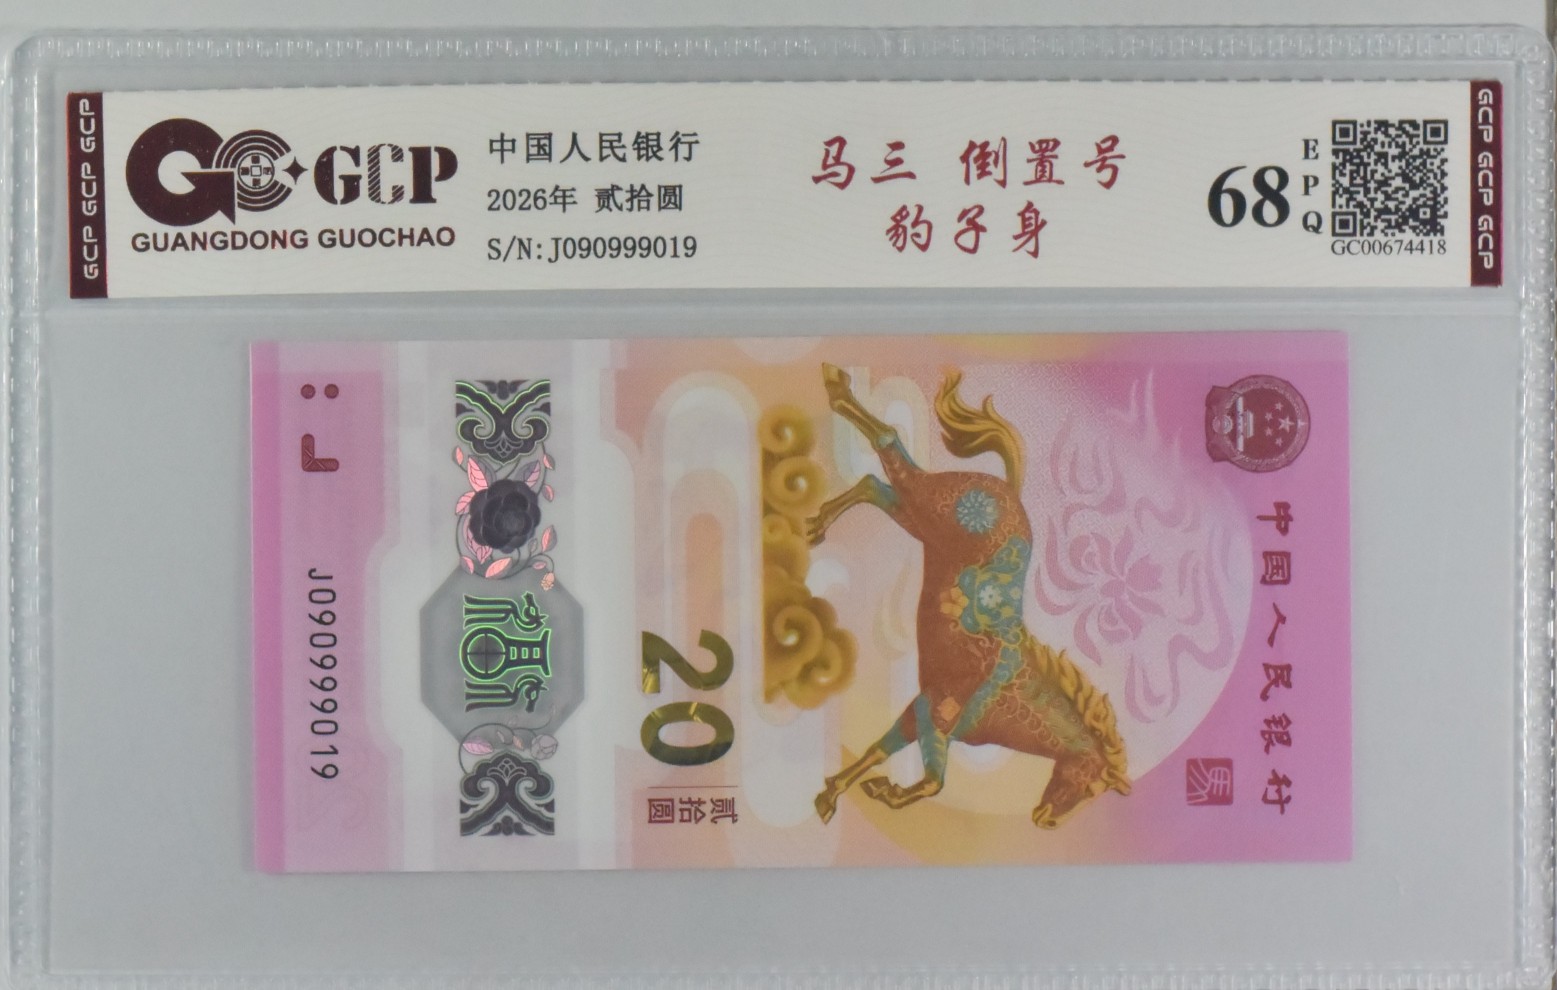 GCP GCP GCP
GCP
GUANGDONG GUOCHAO
中国人民银行
2026年 贰拾圆
S/N:J090999019
马三 倒置号
豹子身
68
EPQ
GC00674418
GCP GCP GCP
中国人民银行
馬
20
贰拾圆
J090999019